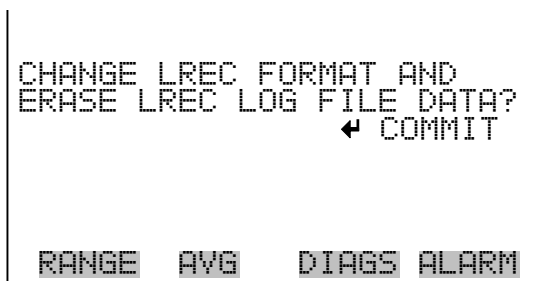 CHANGE LREC FORMAT AND
ERASE LREC LOG FILE DATA?
↵ COMMIT
RANGE AVG DIAGS ALARM